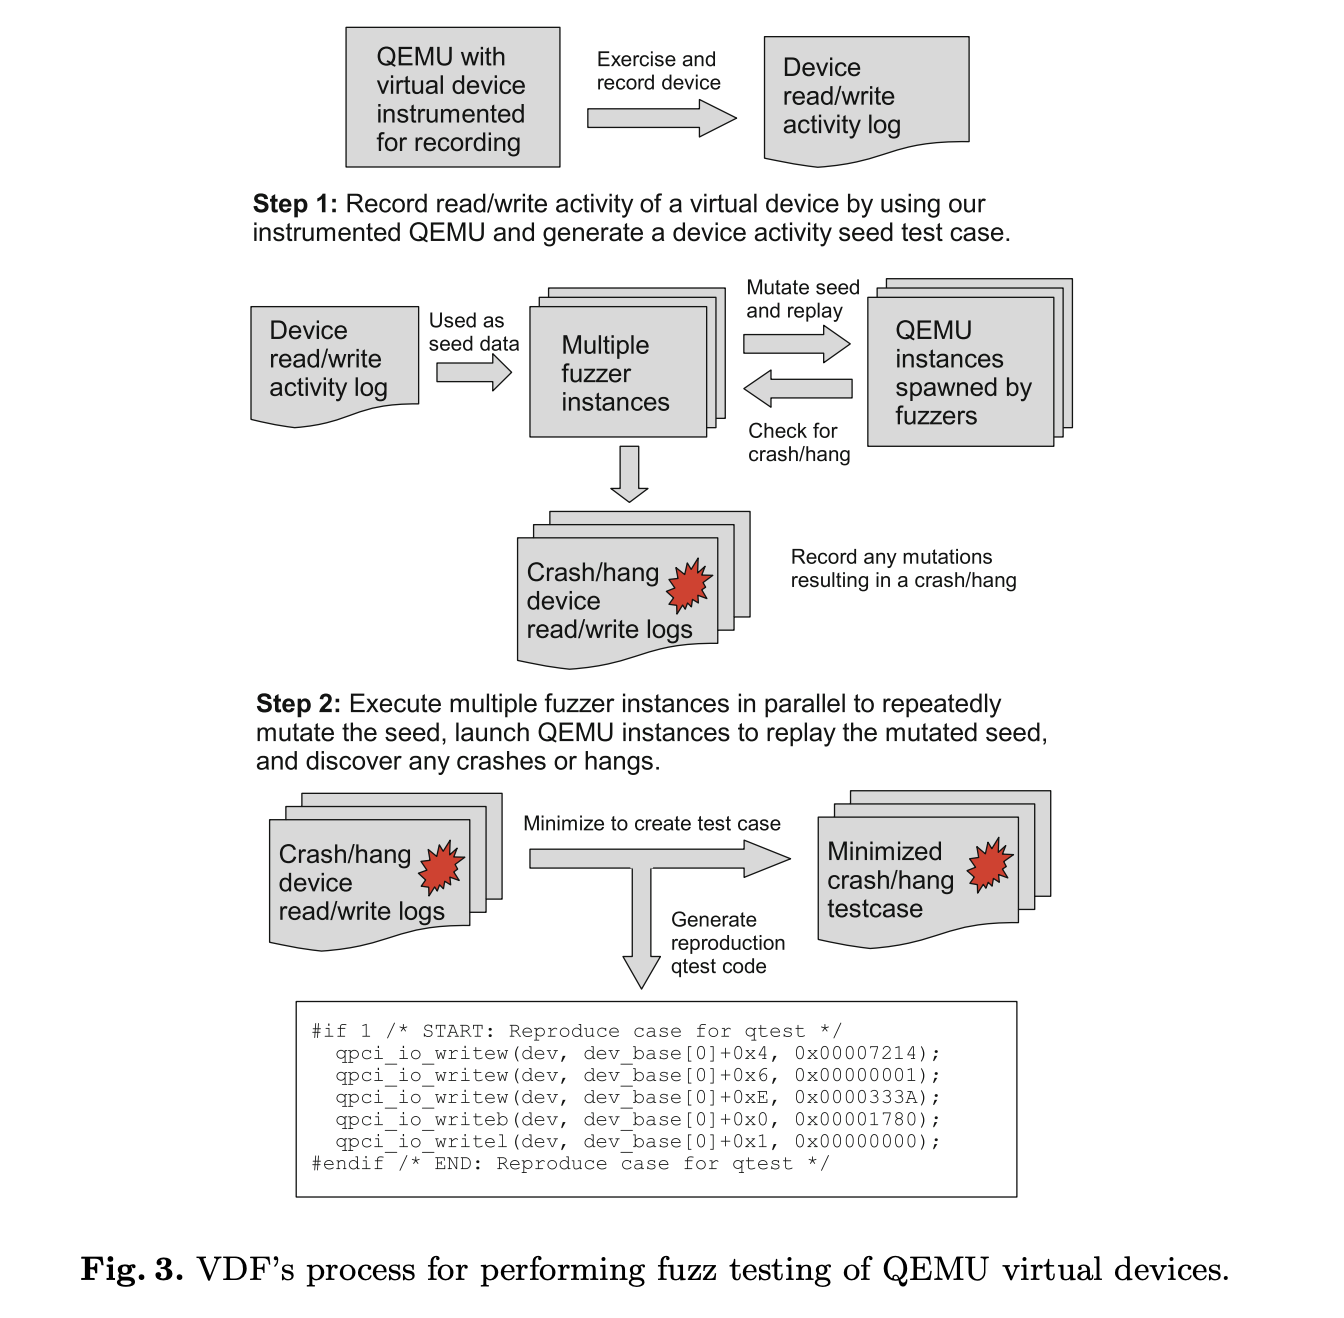 QEMU with
virtual device
instrumented
for recording
Exercise and
record device
Device
read/write
activity log
Step 1: Record read/write activity of a virtual device by using our
instrumented QEMU and generate a device activity seed test case.
Device
read/write
activity log
Used as
seed data
Multiple
fuzzer
instances
Mutate seed
and replay
QEMU
instances
spawned by
fuzzers
Check for
crash/hang
Crash/hang
device
read/write logs
Record any mutations
resulting in a crash/hang
Step 2: Execute multiple fuzzer instances in parallel to repeatedly
mutate the seed, launch QEMU instances to replay the mutated seed,
and discover any crashes or hangs.
Crash/hang
device
read/write logs
Minimize to create test case
Minimized
crash/hang
testcase
Generate
reproduction
qtest code
#if 1 /* START: Reproduce case for qtest */
qpci_io_writew(dev, dev_base[0]+0x4, 0x00007214);
qpci_io_writew(dev, dev_base[0]+0x6, 0x00000001);
qpci_io_writew(dev, dev_base[0]+0xE, 0x0000333A);
qpci_io_writeb(dev, dev_base[0]+0x0, 0x00001780);
qpci_io_writel(dev, dev_base[0]+0x1, 0x00000000);
#endif /* END: Reproduce case for qtest */
Fig. 3. VDF's process for performing fuzz testing of QEMU virtual devices.